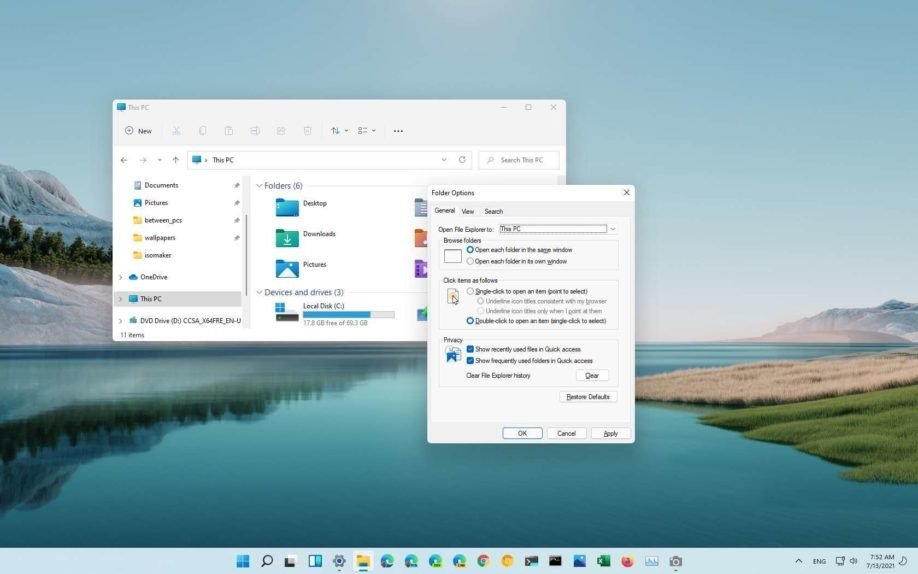 This PC
New
This PC
Search This PC
Documents
Pictures
between_pcs
wallpapers
isomaker
OneDrive
This PC
DVD Drive (D:) CCSA_X64FRE_EN-U
11 items
Folders (6)
Desktop
Downloads
Pictures
Devices and drives (3)
Local Disk (C:)
17.8 GB free of 69.3 GB
Folder Options
General View Search
Open File Explorer to: This PC
Browse folders
Open each folder in the same window
Open each folder in its own window
Click items as follows
Single-click to open an item (point to select)
Underline icon titles consistent with my browser
Underline icon titles only when I point at them
Double-click to open an item (single-click to select)
Privacy
Show recently used files in Quick access
Show frequently used folders in Quick access
Clear File Explorer history Clear
Restore Defaults
OK Cancel Apply
ENG
7:52 AM
7/13/2021